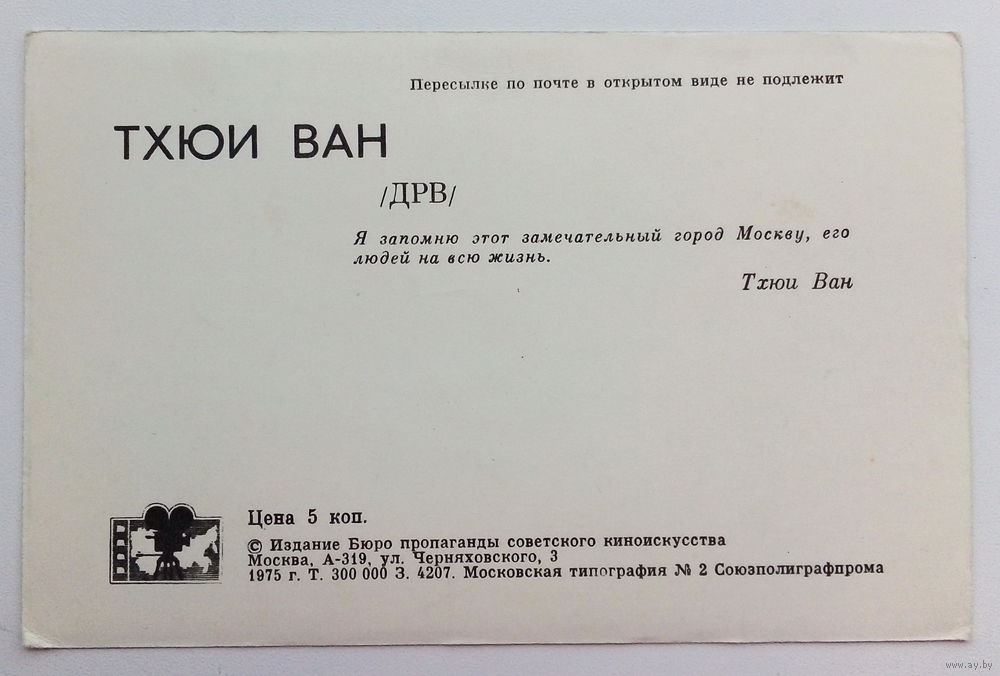 Пересылке по почте в открытом виде не подлежит
ТХЮИ ВАН
/ДРВ/
Я запомню этот замечательный город Москву, его
людей на всю жизнь.
Тхюи Ван
Цена 5 коп.
© Издание Бюро пропаганды советского киноискусства
Москва, А-319, ул. Черняховского, 3
1975 г. Т. 300 000 З. 4207. Московская типография № 2 Союзполиграфпрома
www.ay.by